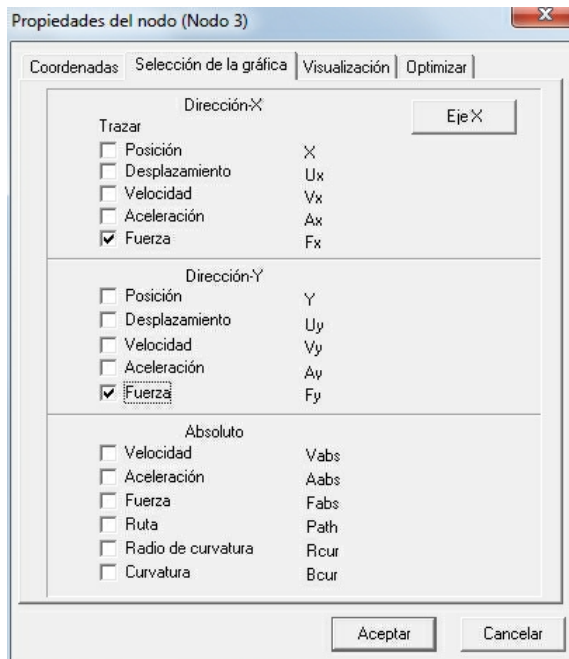 Propiedades del nodo (Nodo 3)
Coordenadas Selección de la gráfica Visualización Optimizar
Dirección-X
Eje X
Trazar
Posición X
Desplazamiento Ux
Velocidad Vx
Aceleración Ax
Fuerza Fx
Dirección-Y
Posición Y
Desplazamiento Uy
Velocidad Vy
Aceleración Ay
Fuerza Fy
Absoluto
Velocidad Vabs
Aceleración Aabs
Fuerza Fabs
Ruta Path
Radio de curvatura Rcur
Curvatura Bcur
Aceptar Cancelar